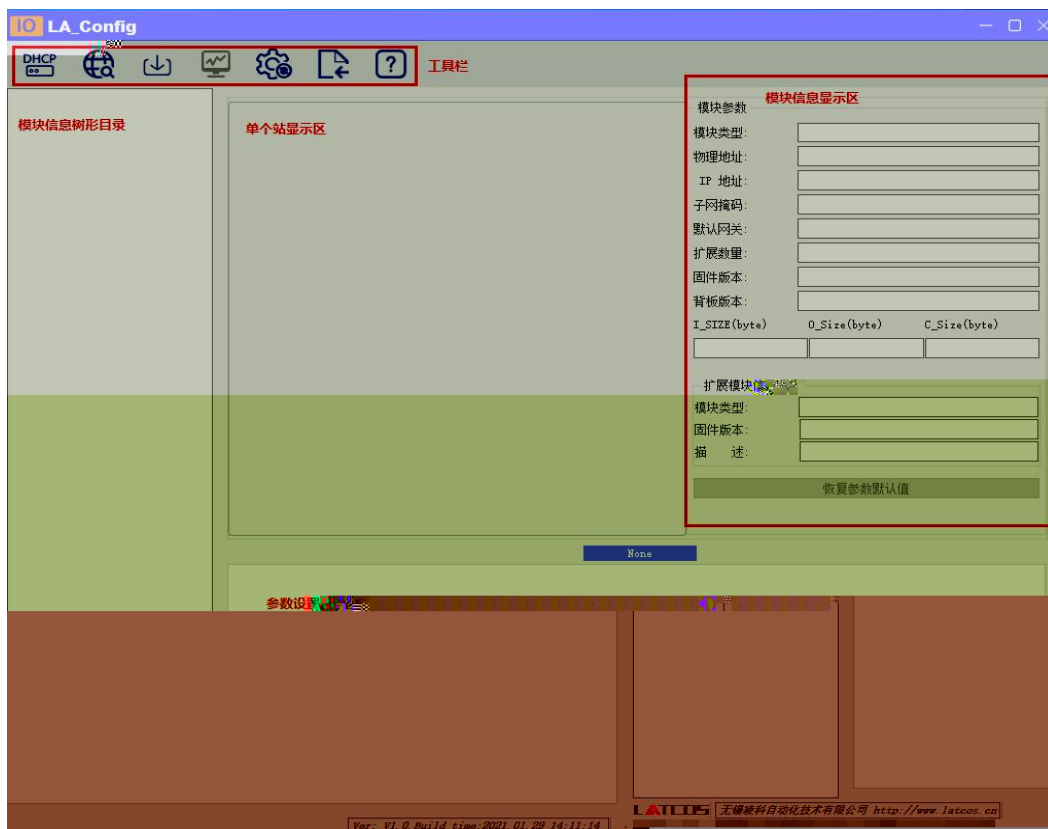 IO LA_Config
DHCP
工具栏
模块信息树形目录
单个站显示区
模块信息显示区
模块参数
模块类型:
物理地址:
IP 地址:
子网掩码:
默认网关:
扩展数量:
固件版本:
背板版本:
I_SIZE(byte) O_Size(byte) C_Size(byte)
扩展模块信息
模块类型:
固件版本:
描 述:
恢复参数默认值
None
参数设置
LATCOS 无锡凌科自动化技术有限公司 http://www.latcos.cn
Ver: V1.0 Build time:2021.01.29 14:11:14